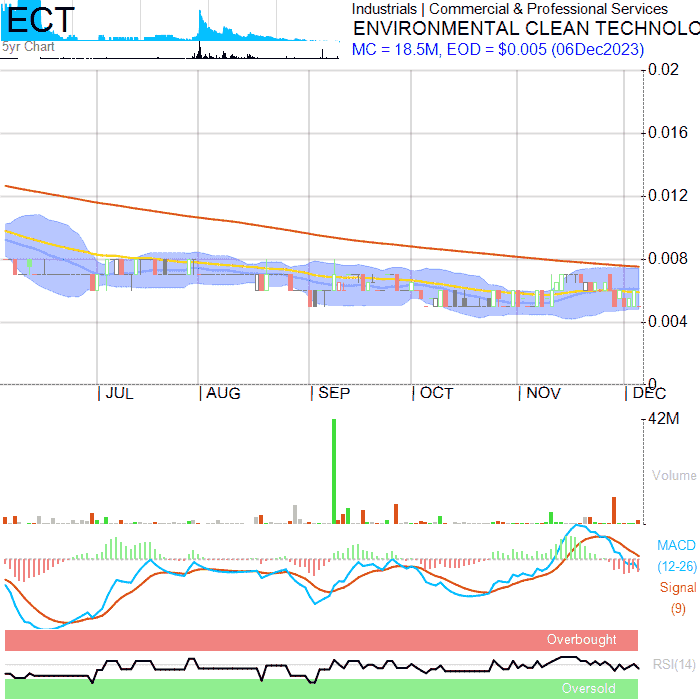 ECT
5yr Chart
Industrials | Commercial & Professional Services
ENVIRONMENTAL CLEAN TECHNOLO
MC = 18.5M, EOD = $0.005 (06Dec2023)
0.02
0.016
0.012
0.008
0.004
0
JUL AUG SEP OCT NOV DEC
42M
Volume
MACD
(12-26)
Signal
(9)
Overbought
RSI(14)
Oversold